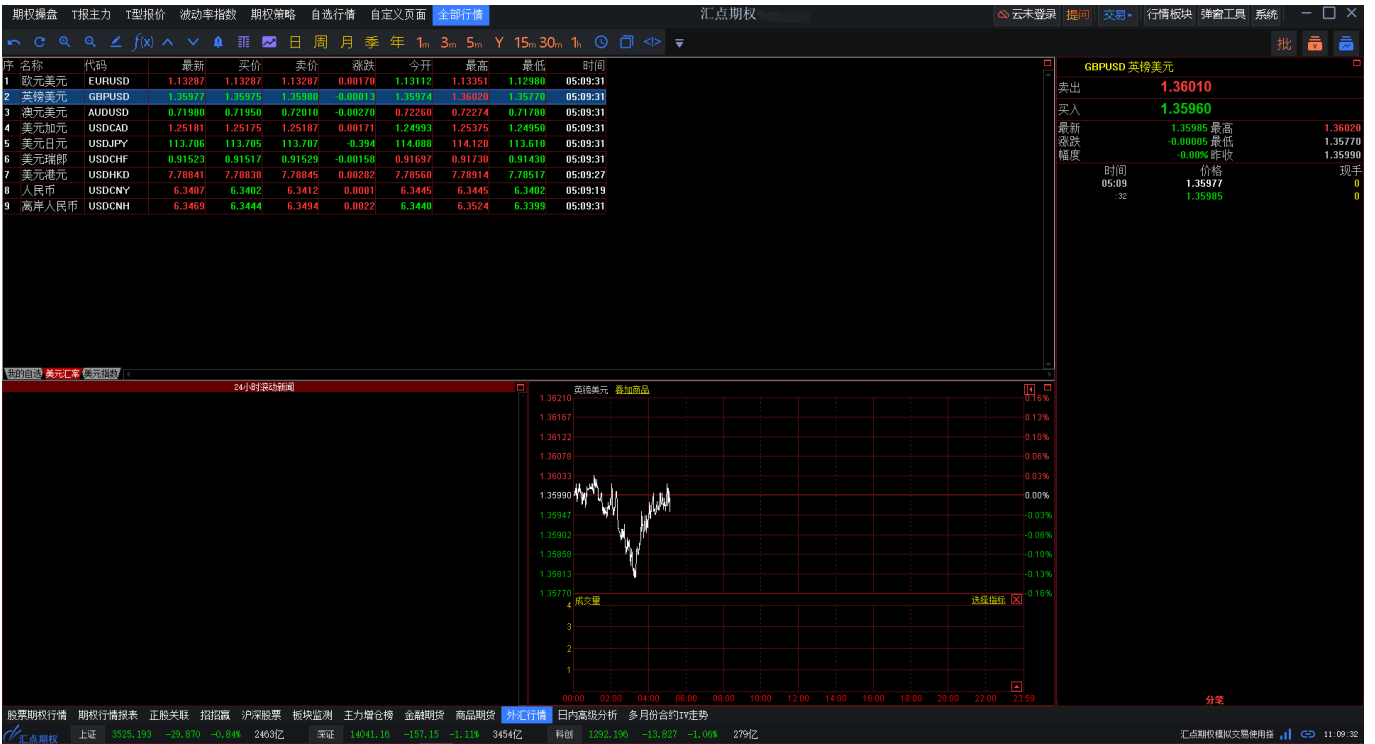 期权操盘 T报主力 T型报价 波动率指数 期权策略 自选行情 自定义页面 全部行情 汇点期权 云未登录 提问 交易 行情板块 弹窗工具 系统
f(x) 日 周 月 季 年 1m 3m 5m Y 15m 30m 1h 批
序 名称 代码 最新 买价 卖价 涨跌 今开 最高 最低 时间
1 欧元美元 EURUSD 1.13287 1.13287 1.13287 0.00170 1.13112 1.13351 1.12980 05:09:31
2 英镑美元 GBPUSD 1.35977 1.35975 1.35980 -0.00013 1.35974 1.36020 1.35770 05:09:31
3 澳元美元 AUDUSD 0.71980 0.71950 0.72010 -0.00270 0.72260 0.72274 0.71780 05:09:31
4 美元加元 USDCAD 1.25181 1.25175 1.25187 0.00171 1.24993 1.25375 1.24950 05:09:31
5 美元日元 USDJPY 113.706 113.705 113.707 -0.394 114.088 114.120 113.610 05:09:31
6 美元瑞郎 USDCHF 0.91523 0.91517 0.91529 -0.00158 0.91697 0.91730 0.91430 05:09:31
7 美元港元 USDHKD 7.78841 7.78838 7.78845 0.00282 7.78560 7.78914 7.78517 05:09:27
8 人民币 USDCNY 6.3407 6.3402 6.3412 0.0001 6.3445 6.3445 6.3402 05:09:19
9 离岸人民币 USDCNH 6.3469 6.3444 6.3494 0.0022 6.3440 6.3524 6.3399 05:09:31
我的自选 美元汇率 美元指数
GBPUSD 英镑美元
卖出 1.36010
买入 1.35960
最新 1.35985 最高 1.36020
涨跌 -0.00005 最低 1.35770
幅度 -0.00% 昨收 1.35990
时间 价格 现手
05:09 1.35977 0
:32 1.35985 0
分笔
24小时滚动新闻
英镑美元 叠加商品
1.36210 0.16%
1.36167 0.13%
1.36122 0.10%
1.36078 0.06%
1.36033 0.03%
1.35990 0.00%
1.35947 -0.03%
1.35902 -0.06%
1.35858 -0.10%
1.35813 -0.13%
1.35770 -0.16%
成交量 选择指标
4
3
2
1
00:00 02:00 04:00 06:00 08:00 10:00 12:00 14:00 16:00 18:00 20:00 22:00 23:59
股票期权行情 期权行情报表 正股关联 招招赢 沪深股票 板块监测 主力增仓榜 金融期货 商品期货 外汇行情 日内高级分析 多月份合约TV走势
汇点期权 上证 3525.193 -29.870 -0.84% 2463亿 深证 14041.16 -157.15 -1.11% 3454亿 科创 1292.196 -13.827 -1.06% 279亿 汇点期权模拟交易使用指 11:09:32